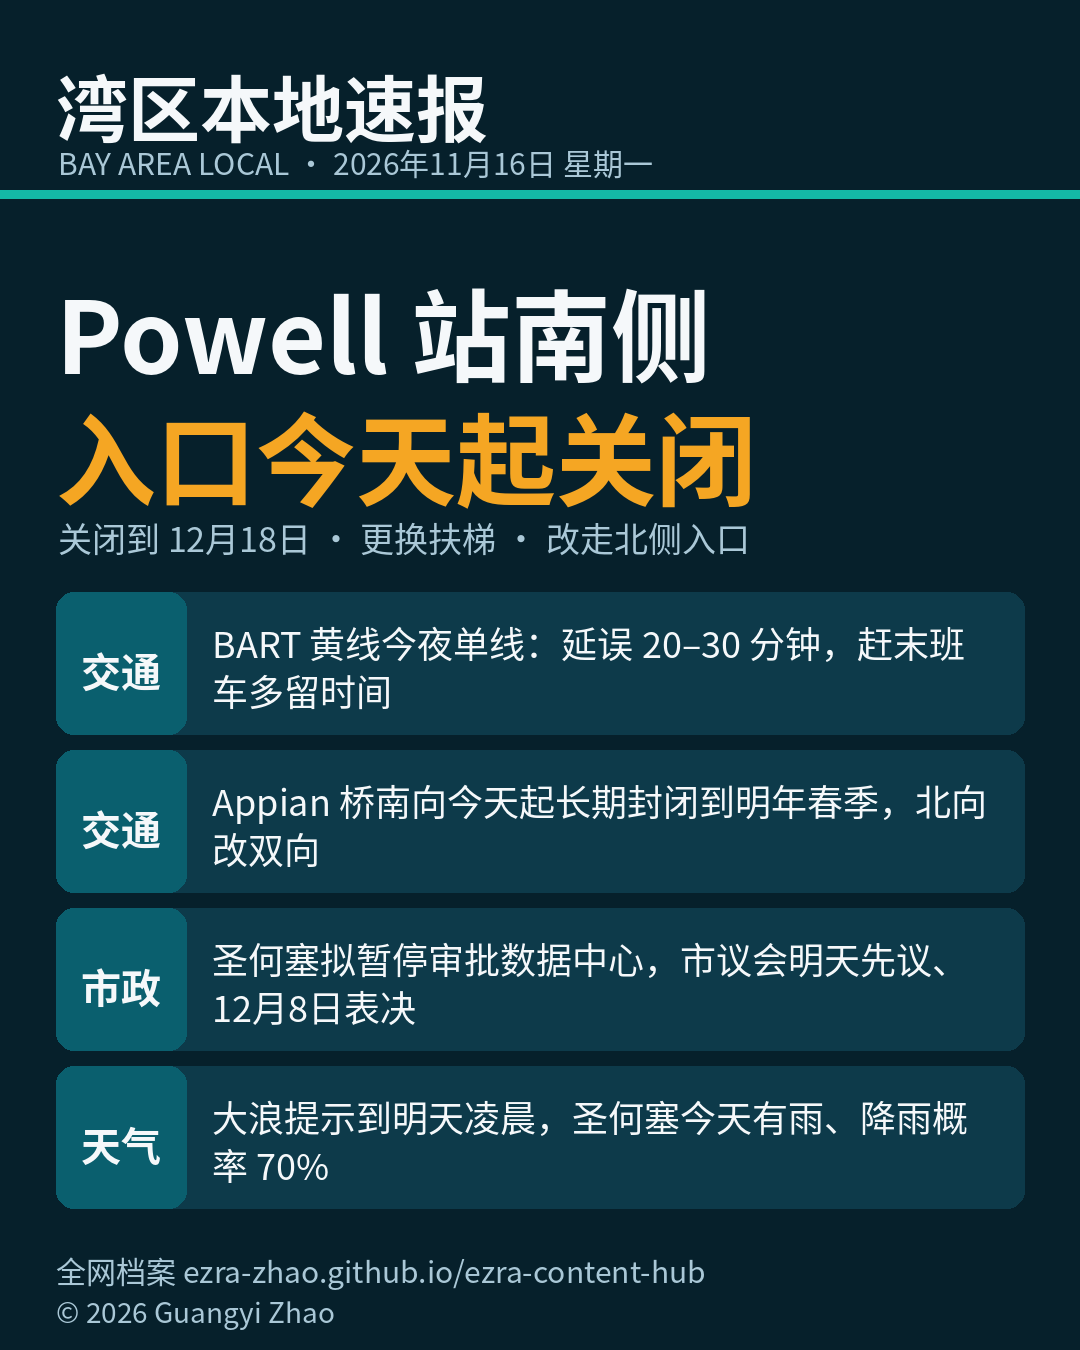 湾区本地速报
BAY AREA LOCAL · 2026年11月16日 星期一
Powell 站南侧
入口今天起关闭
关闭到 12月18日 · 更换扶梯 · 改走北侧入口
交通
BART 黄线今夜单线：延误 20–30 分钟，赶末班
车多留时间
交通
Appian 桥南向今天起长期封闭到明年春季，北向
改双向
市政
圣何塞拟暂停审批数据中心，市议会明天先议、
12月8日表决
天气
大浪提示到明天凌晨，圣何塞今天有雨、降雨概
率 70%
全网档案 ezra-zhao.github.io/ezra-content-hub
© 2026 Guangyi Zhao